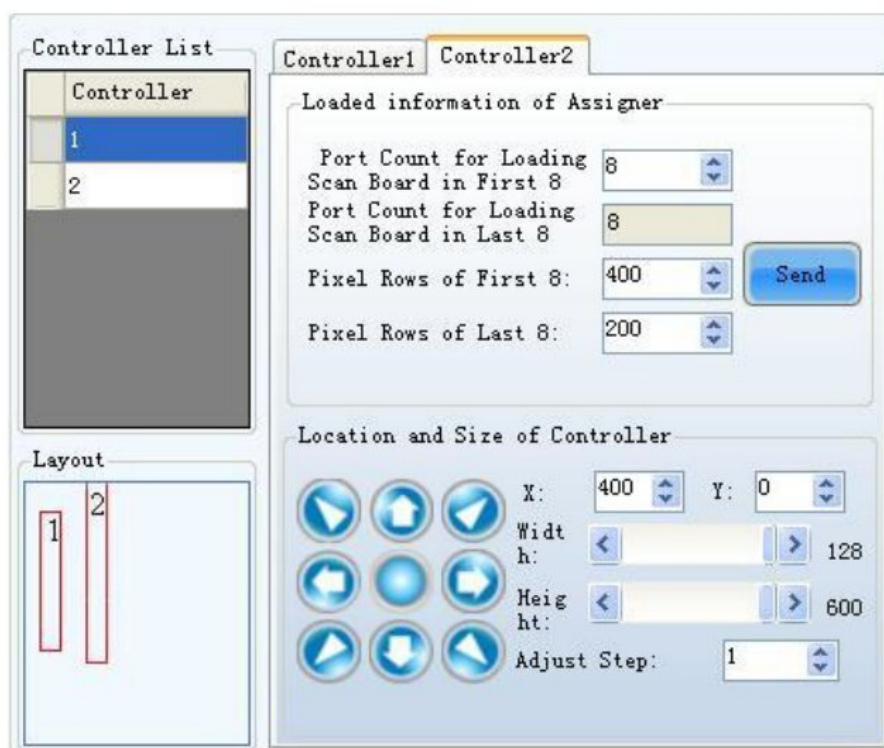 Controller List
Controller
1
2
Layout
1
2
Controller1
Controller2
Loaded information of Assigner
Port Count for Loading
Scan Board in First 8
8
Port Count for Loading
Scan Board in Last 8
8
Pixel Rows of First 8:
400
Send
Pixel Rows of Last 8:
200
Location and Size of Controller
X:
400
Y:
0
Widt
h:
128
Heig
ht:
600
Adjust Step:
1